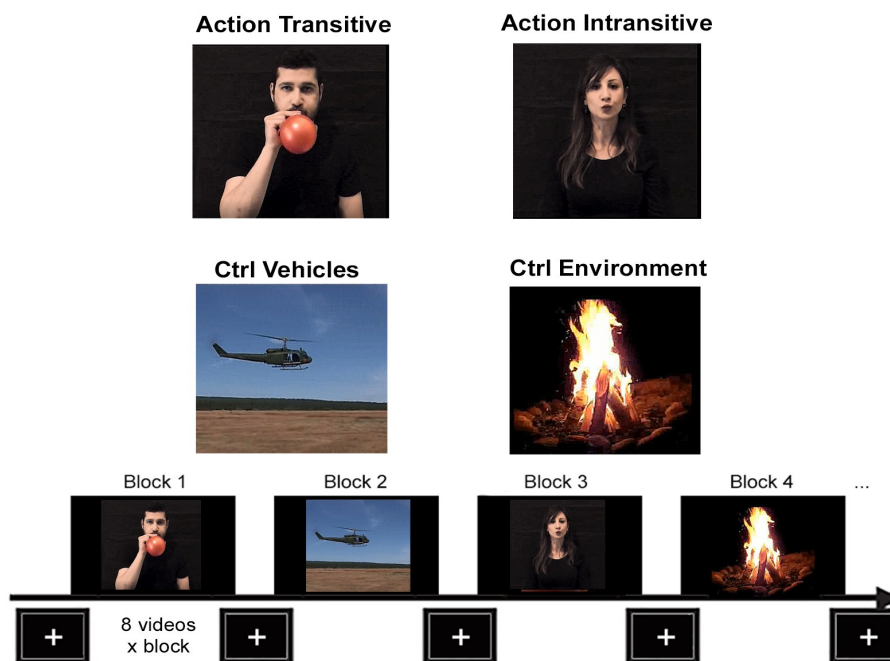 Action Transitive
Action Intransitive
Ctrl Vehicles
Ctrl Environment
Block 1
Block 2
Block 3
Block 4
...
8 videos
x block